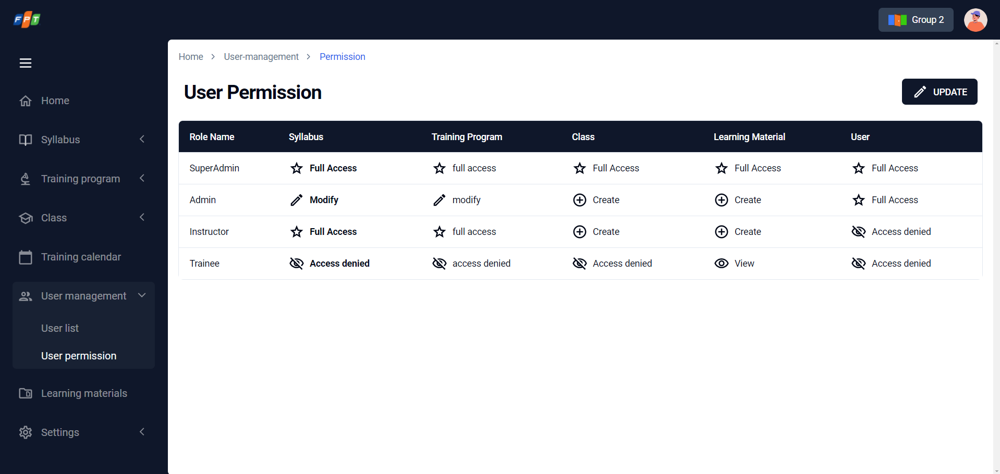 FPT
Group 2
Home
Syllabus
Training program
Class
Training calendar
User management
User list
User permission
Learning materials
Settings
Home > User-management > Permission
User Permission
UPDATE
Role Name Syllabus Training Program Class Learning Material User
SuperAdmin Full Access full access Full Access Full Access Full Access
Admin Modify modify Create Create Full Access
Instructor Full Access full access Create Create Access denied
Trainee Access denied access denied Access denied View Access denied